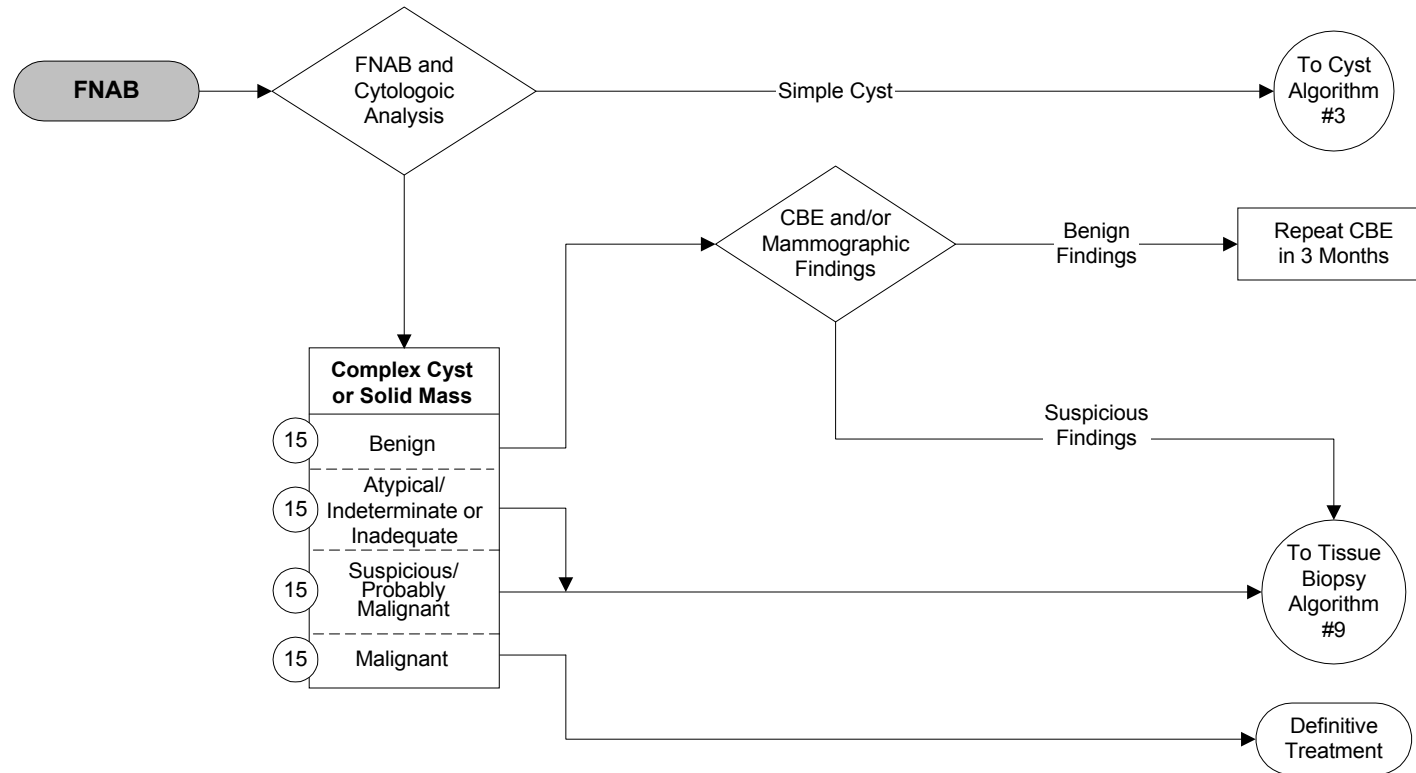 FNAB
FNAB and
Cytologoic
Analysis
Simple Cyst
To Cyst
Algorithm
#3
CBE and/or
Mammographic
Findings
Benign
Findings
Repeat CBE
in 3 Months
Complex Cyst
or Solid Mass
15
Benign
15
Atypical/
Indeterminate or
Inadequate
15
Suspicious/
Probably
Malignant
15
Malignant
Suspicious
Findings
To Tissue
Biopsy
Algorithm
#9
Definitive
Treatment